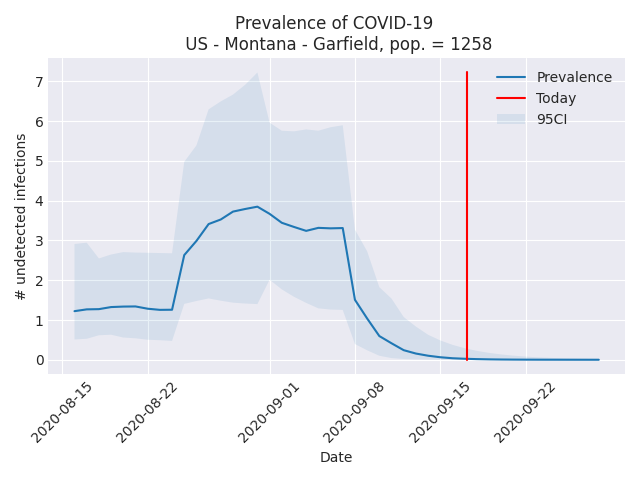 Prevalence of COVID-19
US - Montana - Garfield, pop. = 1258
# undetected infections
7
6
5
4
3
2
1
0
Prevalence
Today
95CI
2020-08-15
2020-08-22
2020-09-01
2020-09-08
2020-09-15
2020-09-22
Date